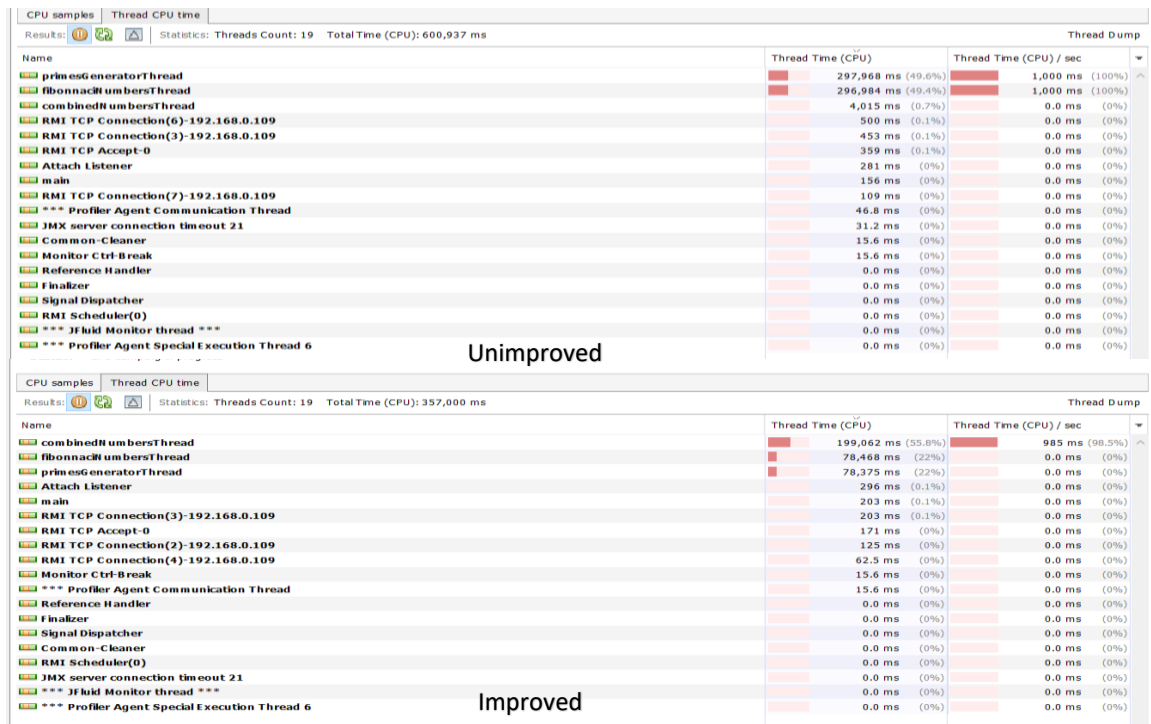 CPU samples Thread CPU time
Results: Statistics: Threads Count: 19 Total Time (CPU): 600,937 ms Thread Dump
Name Thread Time (CPU) Thread Time (CPU) / sec
primesGeneratorThread 297,968 ms (49.6%) 1,000 ms (100%)
fibonnaciNumbersThread 296,984 ms (49.4%) 1,000 ms (100%)
combinedNumbersThread 4,015 ms (0.7%) 0.0 ms (0%)
RMI TCP Connection(6)-192.168.0.109 500 ms (0.1%) 0.0 ms (0%)
RMI TCP Connection(3)-192.168.0.109 453 ms (0.1%) 0.0 ms (0%)
RMI TCP Accept-0 359 ms (0.1%) 0.0 ms (0%)
Attach Listener 281 ms (0%) 0.0 ms (0%)
main 156 ms (0%) 0.0 ms (0%)
RMI TCP Connection(7)-192.168.0.109 109 ms (0%) 0.0 ms (0%)
*** Profiler Agent Communication Thread 46.8 ms (0%) 0.0 ms (0%)
JMX server connection timeout 21 31.2 ms (0%) 0.0 ms (0%)
Common-Cleaner 15.6 ms (0%) 0.0 ms (0%)
Monitor Ctrl-Break 15.6 ms (0%) 0.0 ms (0%)
Reference Handler 0.0 ms (0%) 0.0 ms (0%)
Finalizer 0.0 ms (0%) 0.0 ms (0%)
Signal Dispatcher 0.0 ms (0%) 0.0 ms (0%)
RMI Scheduler(0) 0.0 ms (0%) 0.0 ms (0%)
*** JFluid Monitor thread *** 0.0 ms (0%) 0.0 ms (0%)
*** Profiler Agent Special Execution Thread 6 0.0 ms (0%) 0.0 ms (0%)
Unimproved
CPU samples Thread CPU time
Results: Statistics: Threads Count: 19 Total Time (CPU): 357,000 ms Thread Dump
Name Thread Time (CPU) Thread Time (CPU) / sec
combinedNumbersThread 199,062 ms (55.8%) 985 ms (98.5%)
fibonnaciNumbersThread 78,468 ms (22%) 0.0 ms (0%)
primesGeneratorThread 78,375 ms (22%) 0.0 ms (0%)
Attach Listener 296 ms (0.1%) 0.0 ms (0%)
main 203 ms (0.1%) 0.0 ms (0%)
RMI TCP Connection(3)-192.168.0.109 203 ms (0.1%) 0.0 ms (0%)
RMI TCP Accept-0 171 ms (0%) 0.0 ms (0%)
RMI TCP Connection(2)-192.168.0.109 125 ms (0%) 0.0 ms (0%)
RMI TCP Connection(4)-192.168.0.109 62.5 ms (0%) 0.0 ms (0%)
Monitor Ctrl-Break 15.6 ms (0%) 0.0 ms (0%)
*** Profiler Agent Communication Thread 15.6 ms (0%) 0.0 ms (0%)
Reference Handler 0.0 ms (0%) 0.0 ms (0%)
Finalizer 0.0 ms (0%) 0.0 ms (0%)
Signal Dispatcher 0.0 ms (0%) 0.0 ms (0%)
Common-Cleaner 0.0 ms (0%) 0.0 ms (0%)
RMI Scheduler(0) 0.0 ms (0%) 0.0 ms (0%)
JMX server connection timeout 21 0.0 ms (0%) 0.0 ms (0%)
*** JFluid Monitor thread *** 0.0 ms (0%) 0.0 ms (0%)
*** Profiler Agent Special Execution Thread 6 0.0 ms (0%) 0.0 ms (0%)
Improved